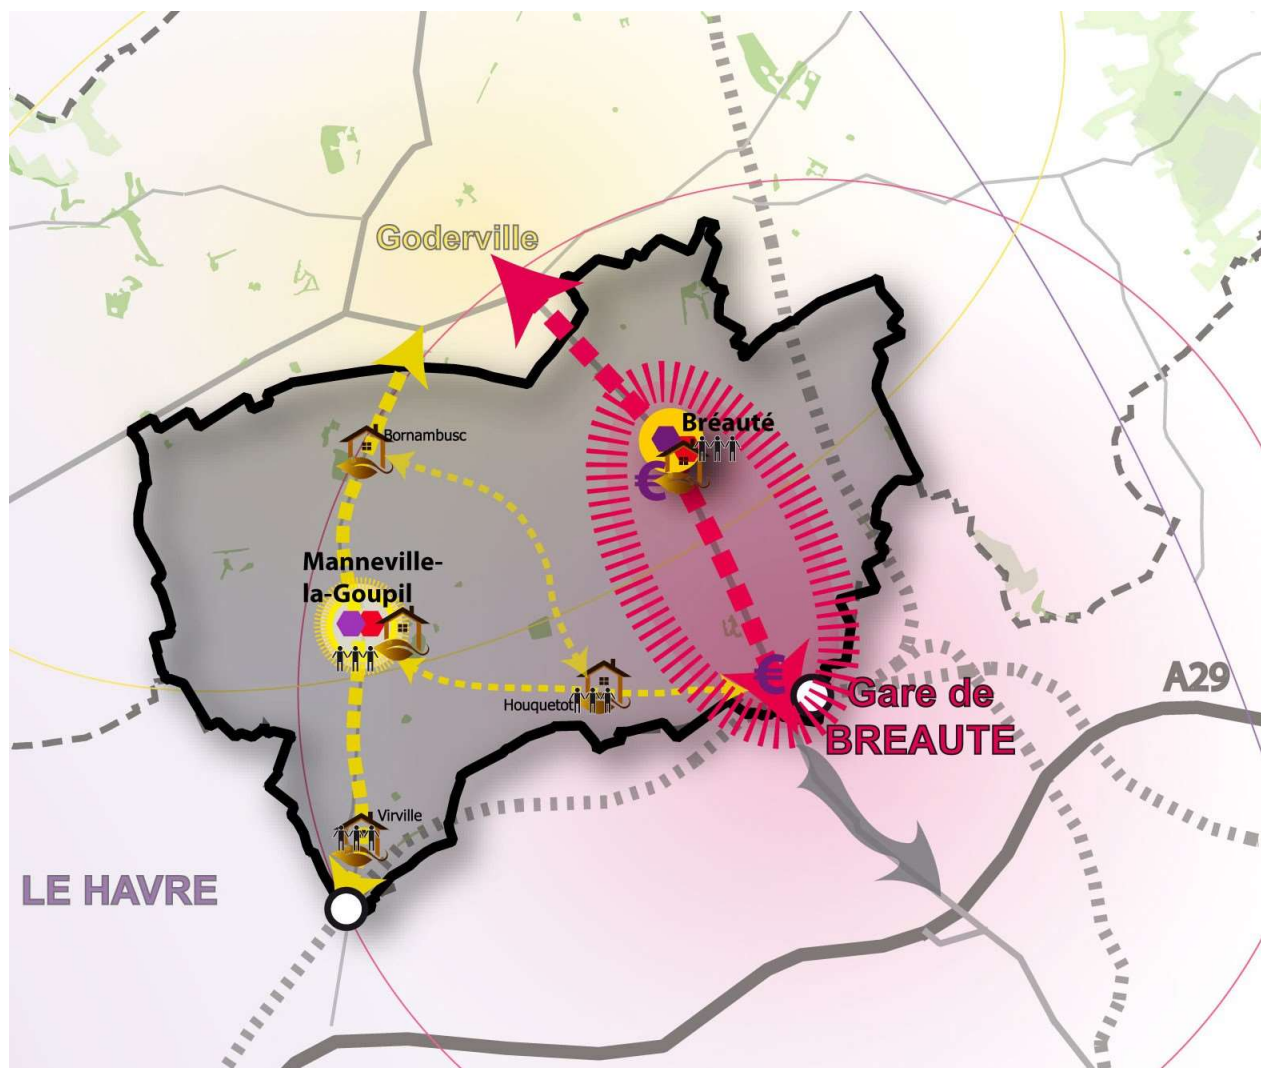 Goderville
Bréauté
€
Bornambusc
Manneville-
la-Goupil
€
A29
Gare de
BREAUTE
Houquetot
Virville
LE HAVRE